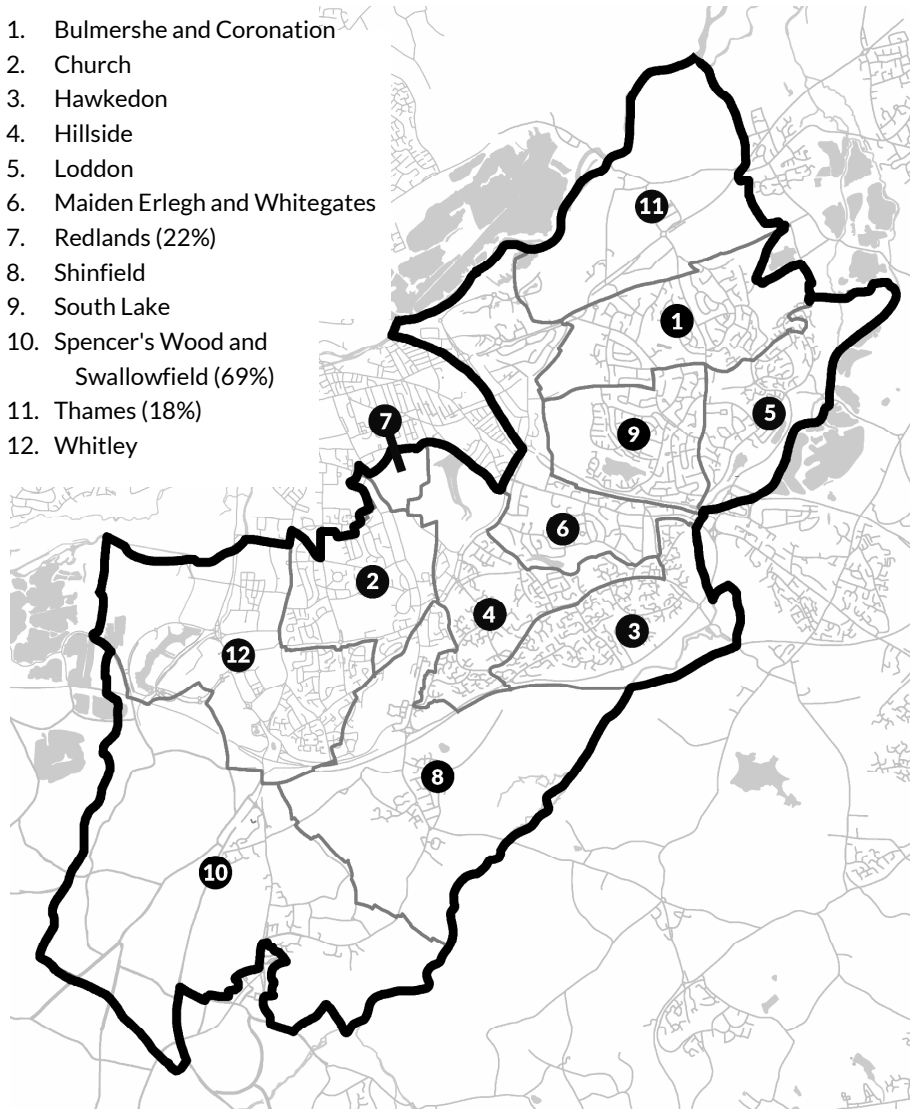 1. Bulmershe and Coronation
2. Church
3. Hawkedon
4. Hillside
5. Loddon
6. Maiden Erlegh and Whitegates
7. Redlands (22%)
8. Shinfield
9. South Lake
10. Spencer's Wood and
Swallowfield (69%)
11. Thames (18%)
12. Whitley
11
1
5
7
9
6
2
4
3
12
8
10